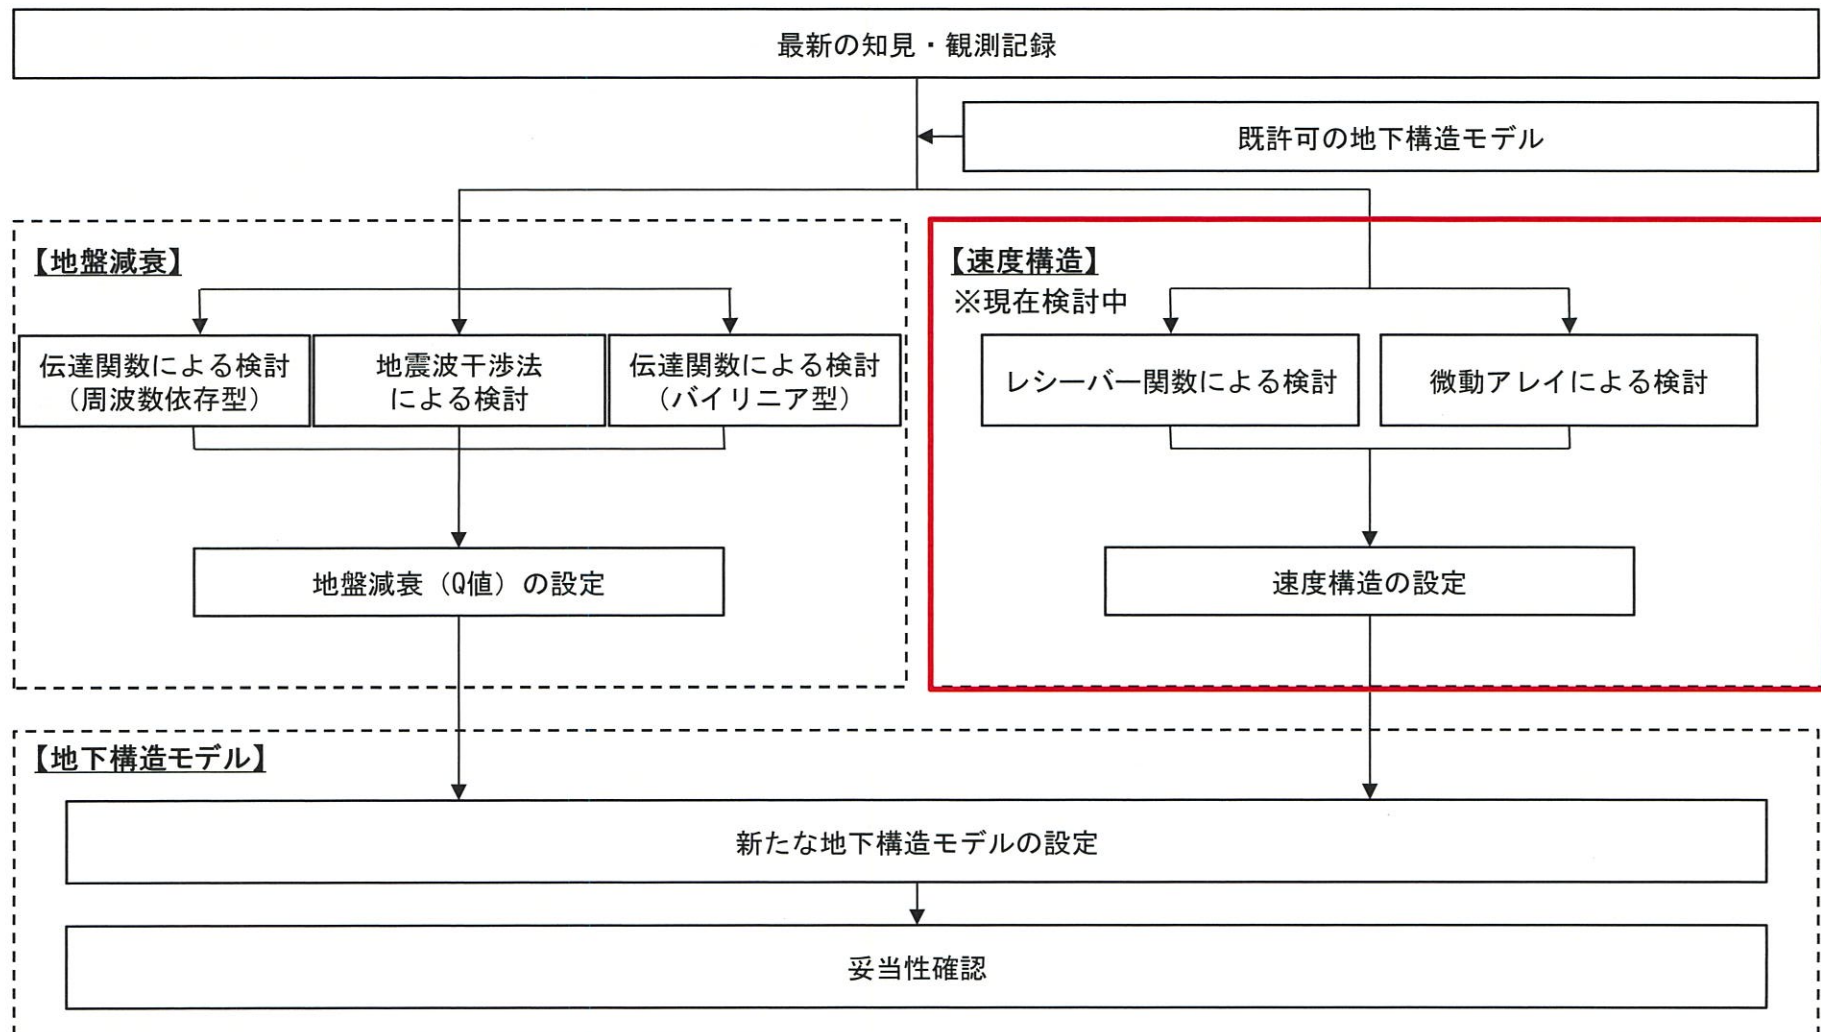 最新の知見・観測記録
既許可の地下構造モデル
【地盤減衰】
伝達関数による検討
（周波数依存型）
地震波干渉法
による検討
伝達関数による検討
（バイリニア型）
地盤減衰（Q値）の設定
【速度構造】
※現在検討中
レシーバー関数による検討
微動アレイによる検討
速度構造の設定
【地下構造モデル】
新たな地下構造モデルの設定
妥当性確認